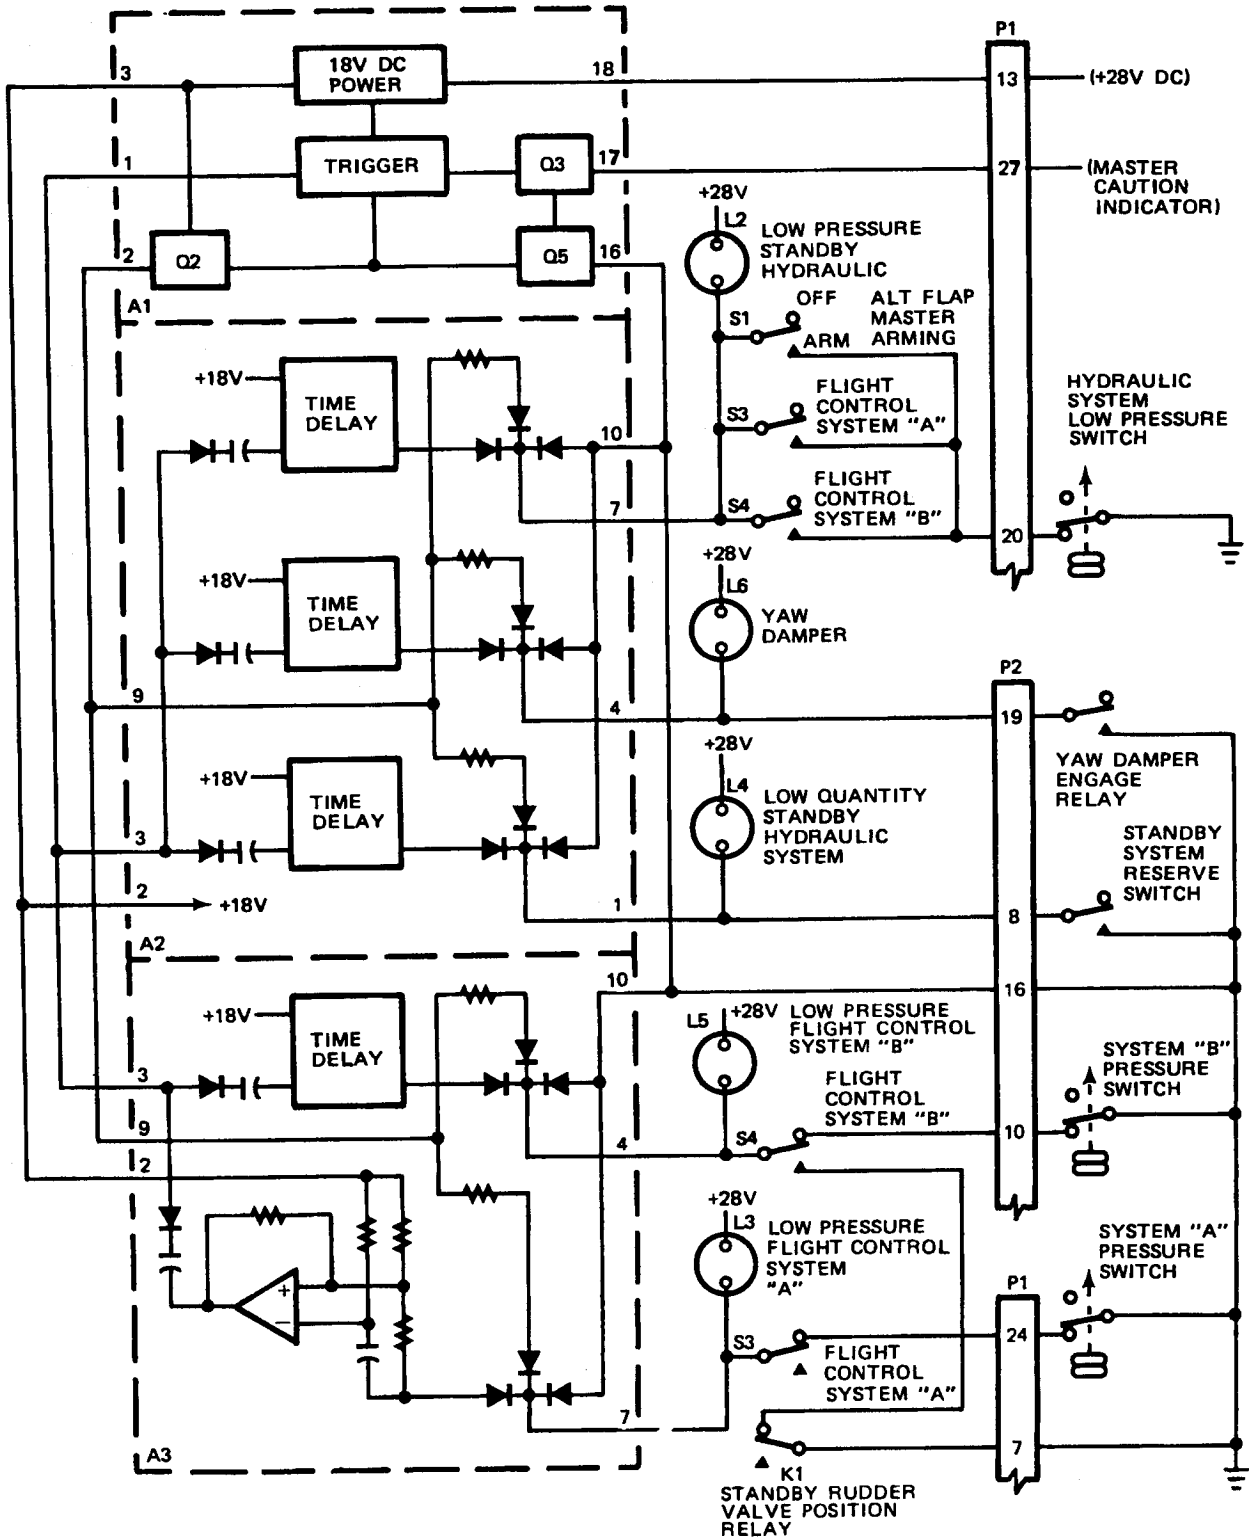 P1
3
18V DC
POWER
18
13
(+28V DC)
1
TRIGGER
Q3
17
27
(MASTER
CAUTION
INDICATOR)
+28V
L2
LOW PRESSURE
STANDBY
HYDRAULIC
2
Q2
Q5
16
A1
OFF
ALT FLAP
MASTER
ARMING
S1
ARM
+18V
TIME
DELAY
FLIGHT
CONTROL
SYSTEM "A"
S3
HYDRAULIC
SYSTEM
LOW PRESSURE
SWITCH
10
FLIGHT
CONTROL
SYSTEM "B"
S4
7
20
+28V
L6
YAW
DAMPER
+18V
TIME
DELAY
P2
9
4
19
+28V
L4
LOW QUANTITY
STANDBY
HYDRAULIC
SYSTEM
YAW DAMPER
ENGAGE
RELAY
+18V
TIME
DELAY
3
STANDBY
SYSTEM
RESERVE
SWITCH
2
+18V
1
8
A2
10
16
+18V
TIME
DELAY
L5
+28V
LOW PRESSURE
FLIGHT CONTROL
SYSTEM "B"
SYSTEM "B"
PRESSURE
SWITCH
3
FLIGHT
CONTROL
SYSTEM "B"
9
S4
4
10
2
+28V
L3
LOW PRESSURE
FLIGHT CONTROL
SYSTEM
"A"
SYSTEM "A"
PRESSURE
SWITCH
P1
+
−
S3
24
FLIGHT
CONTROL
SYSTEM "A"
7
7
A3
K1
STANDBY RUDDER
VALVE POSITION
RELAY